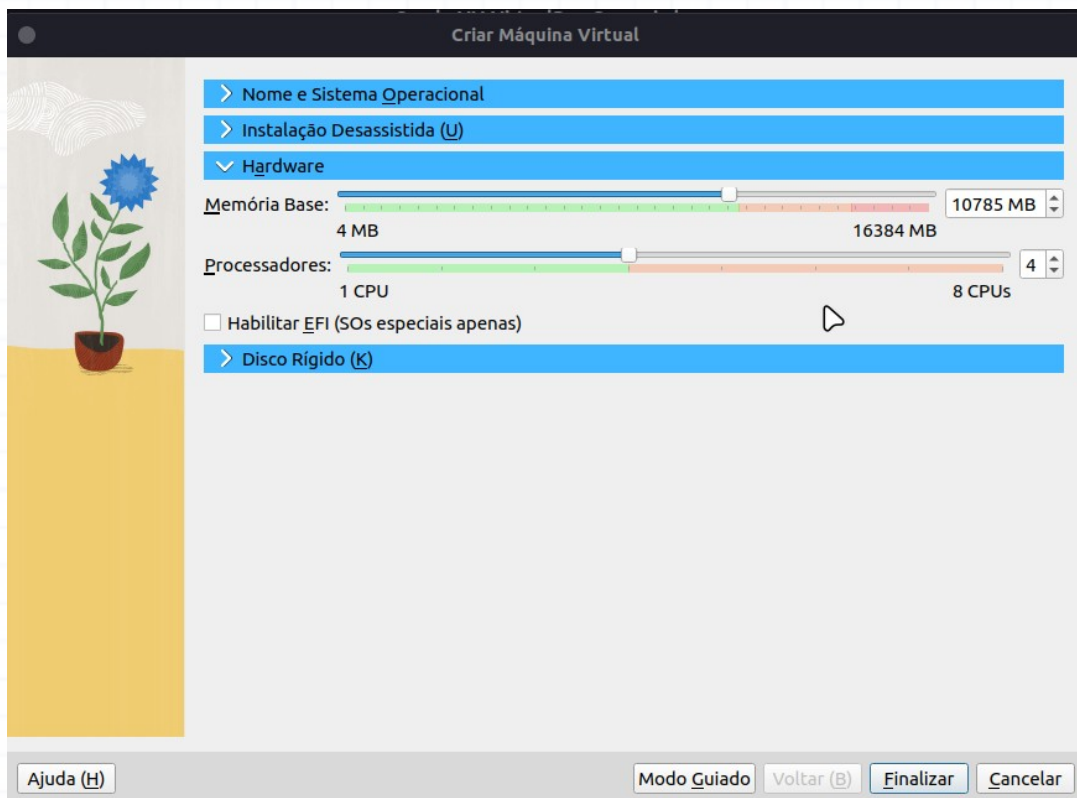 Criar Máquina Virtual
Nome e Sistema Operacional
Instalação Desassistida (U)
Hardware
Memória Base: 10785 MB
4 MB 16384 MB
Processadores: 4
1 CPU 8 CPUs
Habilitar EFI (SOs especiais apenas)
Disco Rígido (K)
Ajuda (H) Modo Guiado Voltar (B) Finalizar Cancelar